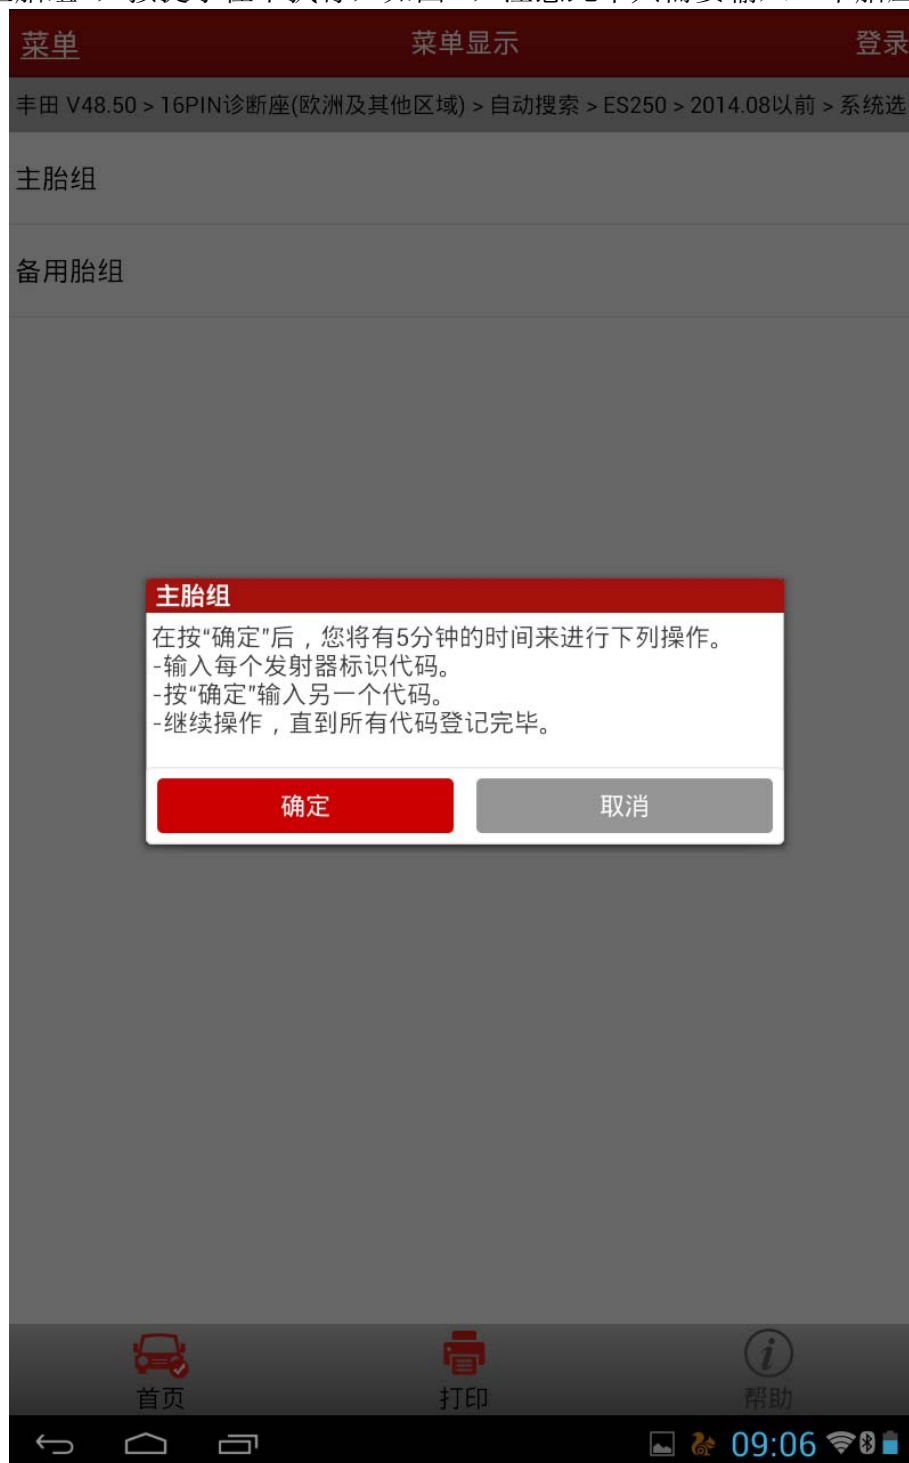 菜单 菜单显示 登录
丰田 V48.50 > 16PIN诊断座(欧洲及其他区域) > 自动搜索 > ES250 > 2014.08以前 > 系统选
主胎组
备用胎组
主胎组
在按“确定”后，您将有5分钟的时间来进行下列操作。
-输入每个发射器标识代码。
-按“确定”输入另一个代码。
-继续操作，直到所有代码登记完毕。
确定 取消
首页 打印 帮助
09:06